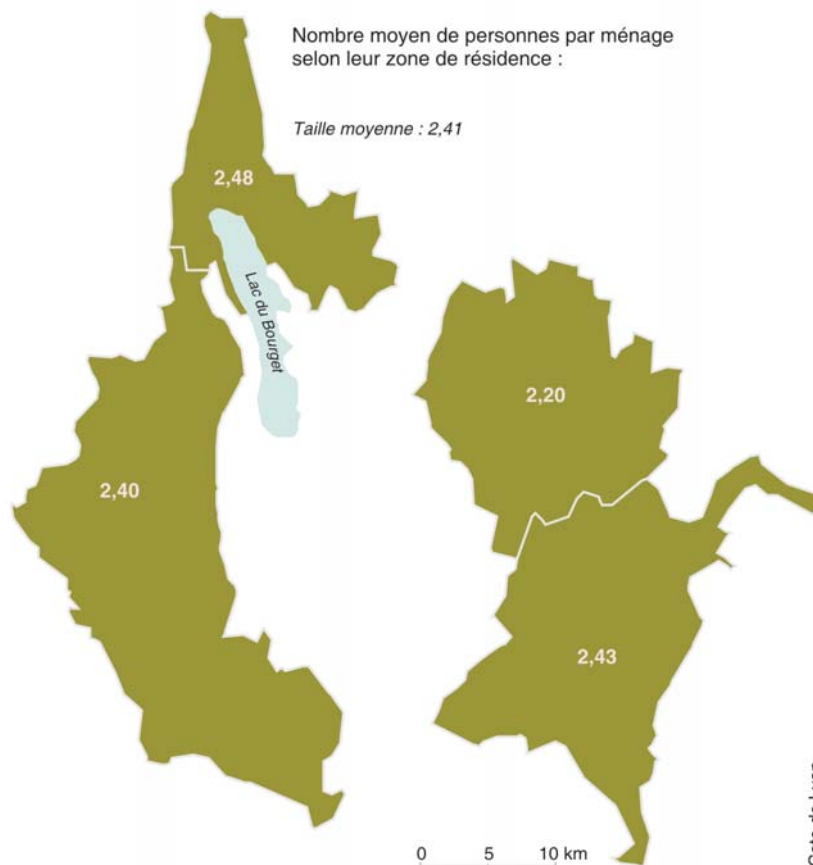 Nombre moyen de personnes par ménage
selon leur zone de résidence :
Taille moyenne : 2,41
2,48
Lac du Bourget
2,20
2,40
2,43
0 5 10 km